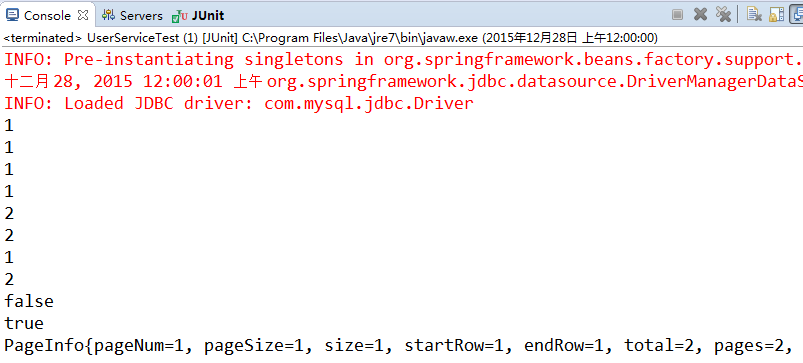 Console Servers JUnit
<terminated> UserServiceTest (1) [JUnit] C:\Program Files\Java\jre7\bin\javaw.exe (2015年12月28日 上午12:00:00)
INFO: Pre-instantiating singletons in org.springframework.beans.factory.support.
十二月 28, 2015 12:00:01 上午 org.springframework.jdbc.datasource.DriverManagerDataS
INFO: Loaded JDBC driver: com.mysql.jdbc.Driver
1
1
1
1
2
2
1
2
false
true
PageInfo{pageNum=1, pageSize=1, size=1, startRow=1, endRow=1, total=2, pages=2,